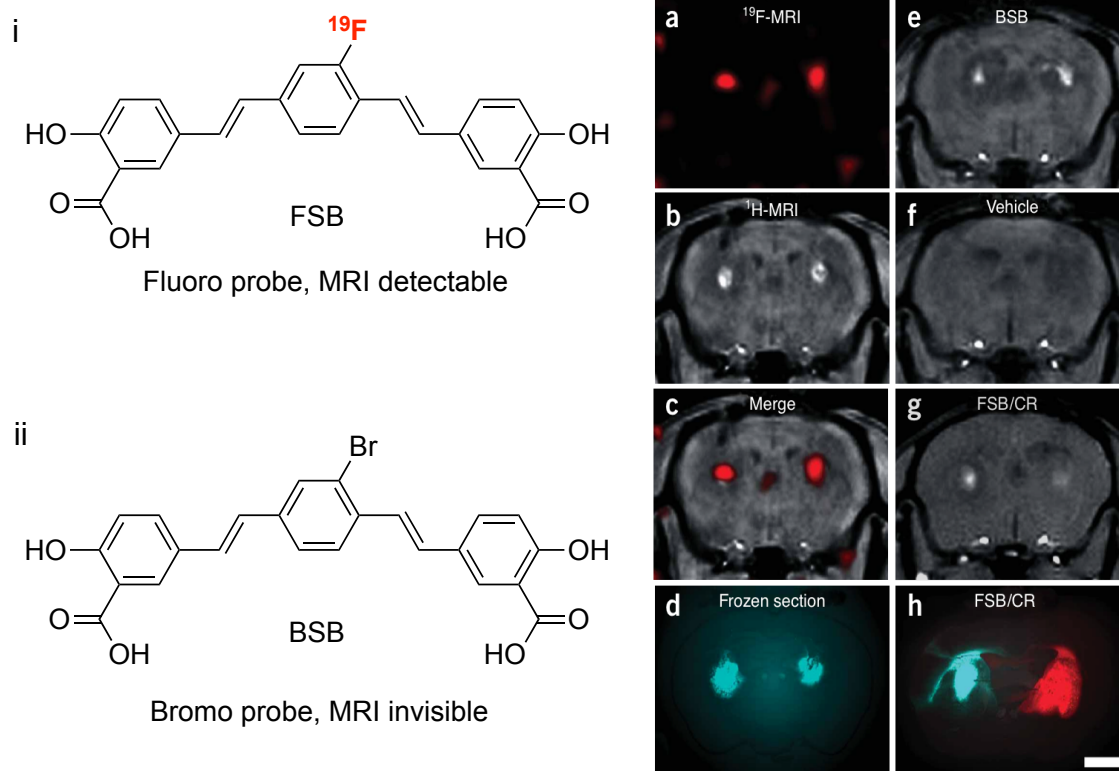 i
¹⁹F
HO
OH
O
OH
HO
O
FSB
Fluoro probe, MRI detectable
ii
Br
HO
OH
O
OH
HO
O
BSB
Bromo probe, MRI invisible
a
¹⁹F-MRI
e
BSB
b
¹H-MRI
f
Vehicle
c
Merge
g
FSB/CR
d
Frozen section
h
FSB/CR